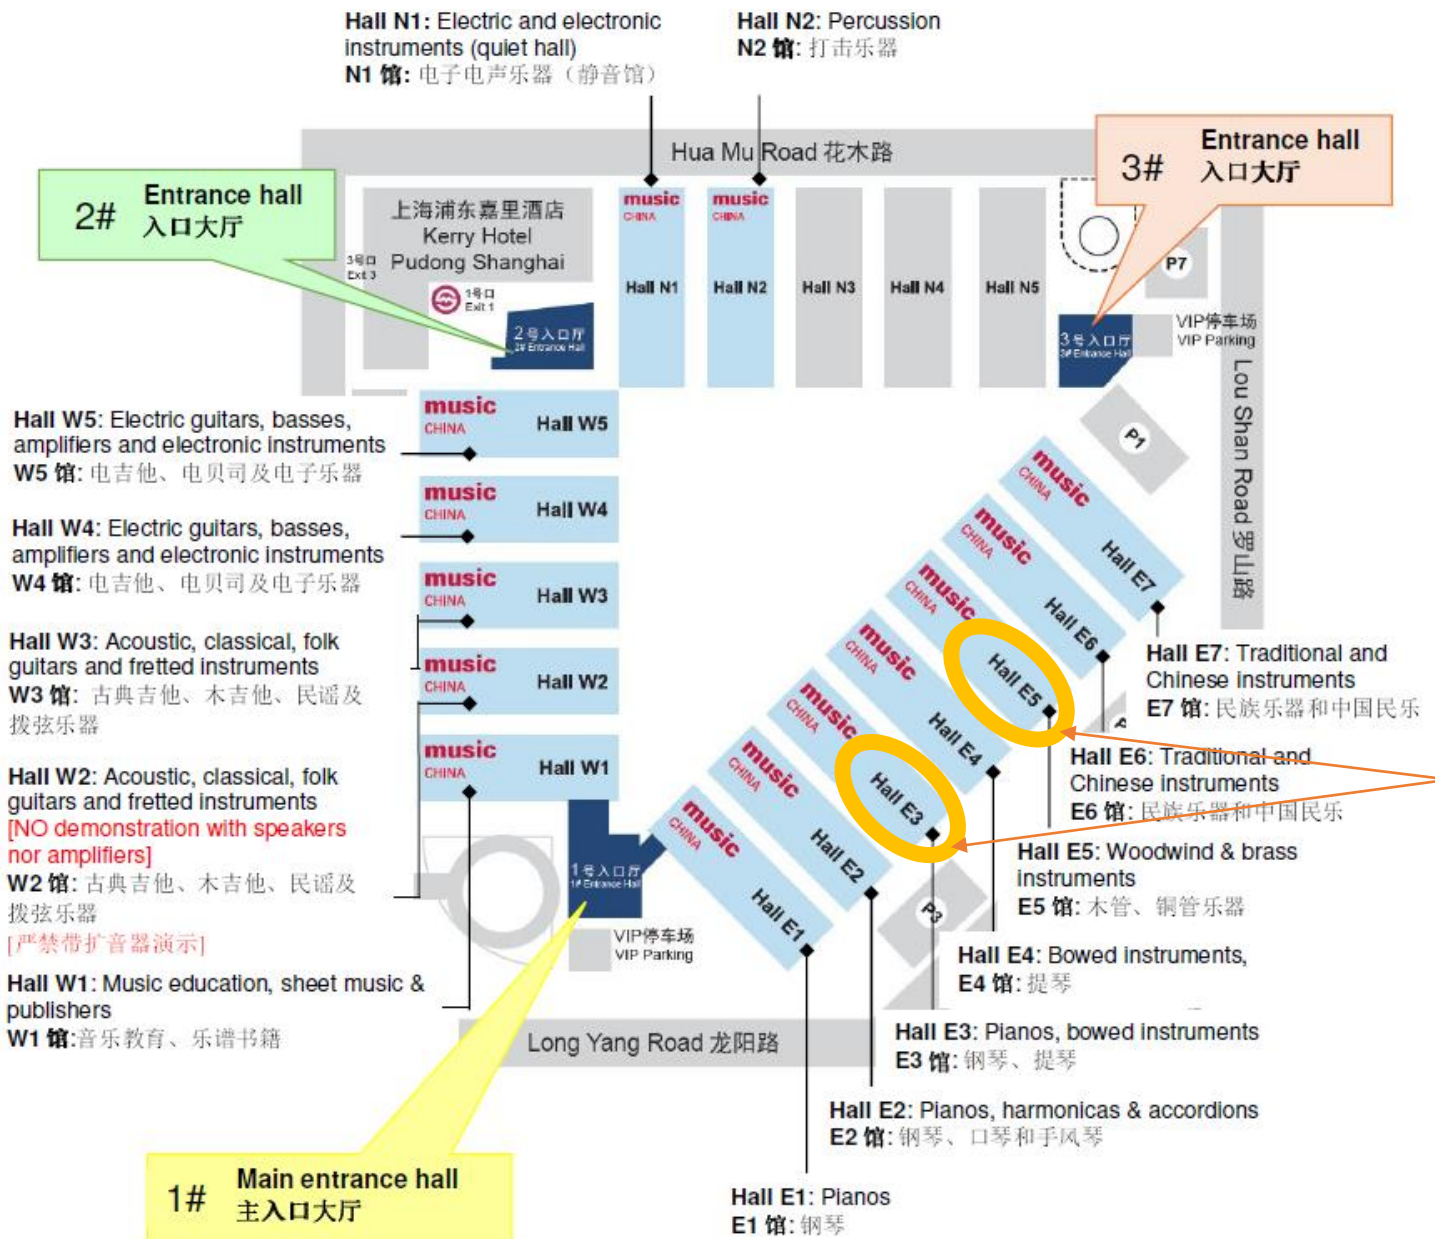 Hall N1: Electric and electronic
instruments (quiet hall)
N1 馆: 电子电声乐器（静音馆）
Hall N2: Percussion
N2 馆: 打击乐器
Hua Mu Road 花木路
2#
Entrance hall
入口大厅
3#
Entrance hall
入口大厅
上海浦东嘉里酒店
Kerry Hotel
Pudong Shanghai
3号口
Exit 3
1号口
Exit 1
2号入口厅
2# Entrance Hall
music
CHINA
Hall N1
music
CHINA
Hall N2
Hall N3
Hall N4
Hall N5
P7
3号入口厅
3# Entrance Hall
VIP停车场
VIP Parking
Lou Shan Road 罗山路
P1
Hall W5: Electric guitars, basses,
amplifiers and electronic instruments
W5 馆: 电吉他、电贝司及电子乐器
music
CHINA
Hall W5
Hall W4: Electric guitars, basses,
amplifiers and electronic instruments
W4 馆: 电吉他、电贝司及电子乐器
music
CHINA
Hall W4
Hall W3: Acoustic, classical, folk
guitars and fretted instruments
W3 馆: 古典吉他、木吉他、民谣及
拨弦乐器
music
CHINA
Hall W3
Hall W2: Acoustic, classical, folk
guitars and fretted instruments
[NO demonstration with speakers
nor amplifiers]
W2 馆: 古典吉他、木吉他、民谣及
拨弦乐器
[严禁带扩音器演示]
music
CHINA
Hall W2
Hall W1: Music education, sheet music &
publishers
W1 馆:音乐教育、乐谱书籍
music
CHINA
Hall W1
music
CHINA
Hall E7
music
CHINA
Hall E6
music
CHINA
Hall E5
music
CHINA
Hall E4
music
CHINA
Hall E3
music
CHINA
Hall E2
music
CHINA
Hall E1
1号入口厅
1# Entrance Hall
VIP停车场
VIP Parking
P3
Hall E7: Traditional and
Chinese instruments
E7 馆: 民族乐器和中国民乐
Hall E6: Traditional and
Chinese instruments
E6 馆: 民族乐器和中国民乐
Hall E5: Woodwind & brass
instruments
E5 馆: 木管、铜管乐器
Hall E4: Bowed instruments,
E4 馆: 提琴
Hall E3: Pianos, bowed instruments
E3 馆: 钢琴、提琴
Hall E2: Pianos, harmonicas & accordions
E2 馆: 钢琴、口琴和手风琴
Hall E1: Pianos
E1 馆: 钢琴
Long Yang Road 龙阳路
1#
Main entrance hall
主入口大厅